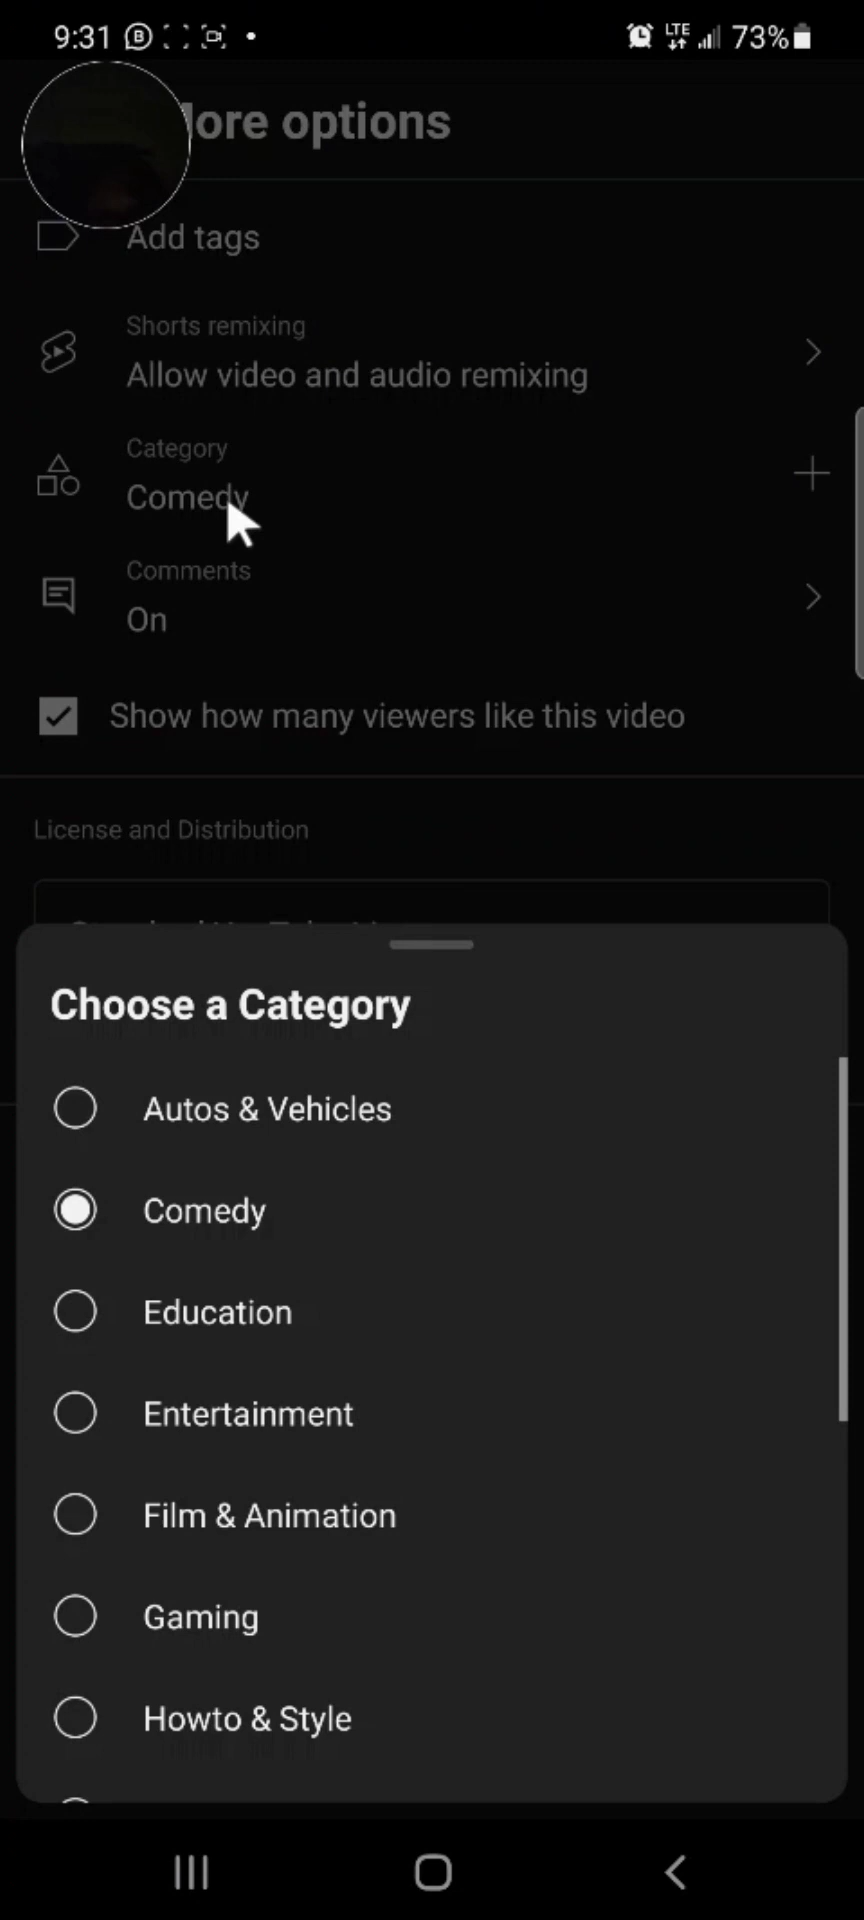 9:31 73%
LTE
ore options
Add tags
Shorts remixing
Allow video and audio remixing
Category
Comedy
Comments
On
Show how many viewers like this video
License and Distribution
Choose a Category
Autos & Vehicles
Comedy
Education
Entertainment
Film & Animation
Gaming
Howto & Style